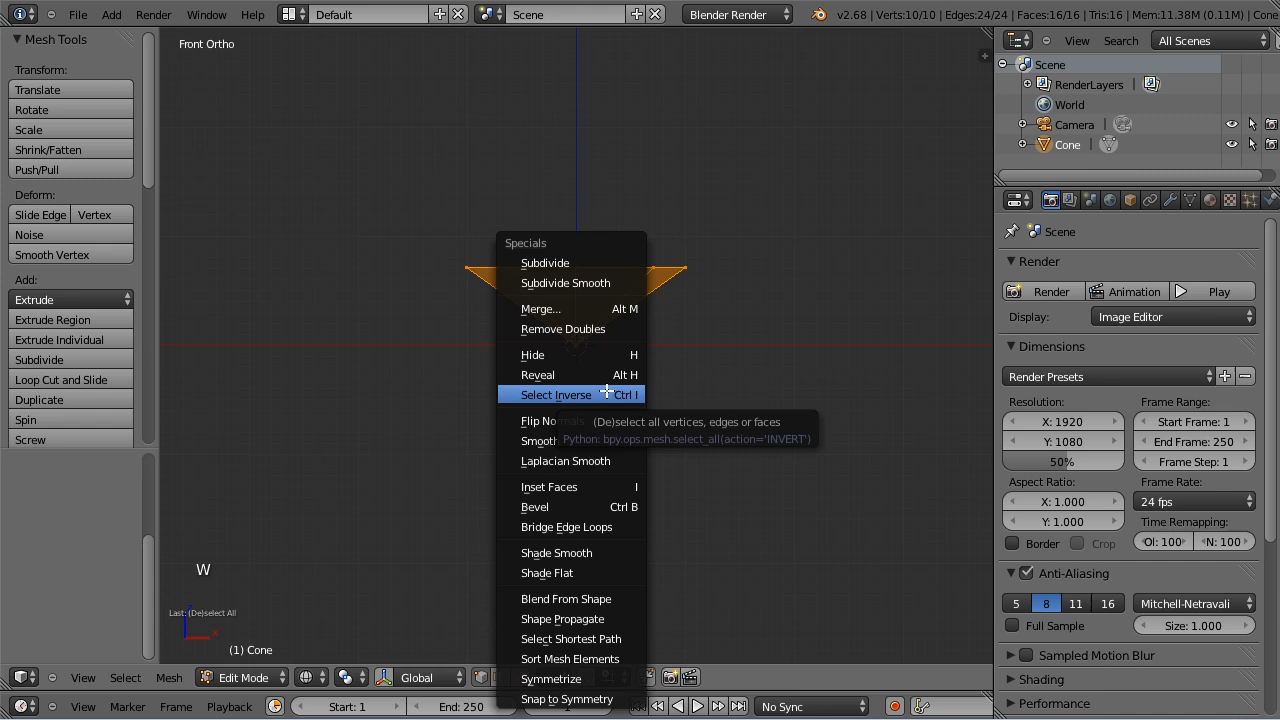 File Add Render Window Help Default Scene Blender Render v2.68 | Verts:10/10 | Edges:24/24 | Faces:16/16 | Tris:16 | Mem:11.38M (0.11M) | Cone
Mesh Tools
Transform:
Translate
Rotate
Scale
Shrink/Fatten
Push/Pull
Deform:
Slide Edge Vertex
Noise
Smooth Vertex
Add:
Extrude
Extrude Region
Extrude Individual
Subdivide
Loop Cut and Slide
Duplicate
Spin
Screw
Front Ortho
Specials
Subdivide
Subdivide Smooth
Merge... Alt M
Remove Doubles
Hide H
Reveal Alt H
Select Inverse Ctrl I
Flip
(De)select all vertices, edges or faces
Python: bpy.ops.mesh.select_all(action='INVERT')
Laplacian Smooth
Inset Faces I
Bevel Ctrl B
Bridge Edge Loops
Shade Smooth
Shade Flat
Blend From Shape
Shape Propagate
Select Shortest Path
Sort Mesh Elements
Symmetrize
Snap to Symmetry
W
Last: (De)select All
(1) Cone
View Select Mesh Edit Mode Global
View Marker Frame Playback Start: 1 End: 250 1 No Sync
View Search All Scenes
Scene
RenderLayers |
World
Camera |
Cone |
Scene
Render
Render Animation Play
Display: Image Editor
Dimensions
Render Presets
Resolution: Frame Range:
X: 1920 Start Frame: 1
Y: 1080 End Frame: 250
50% Frame Step: 1
Aspect Ratio: Frame Rate:
X: 1.000 24 fps
Y: 1.000 Time Remapping:
Border Crop Ol: 100 N: 100
Anti-Aliasing
5 8 11 16 Mitchell-Netravali
Full Sample Size: 1.000
Sampled Motion Blur
Shading
Performance